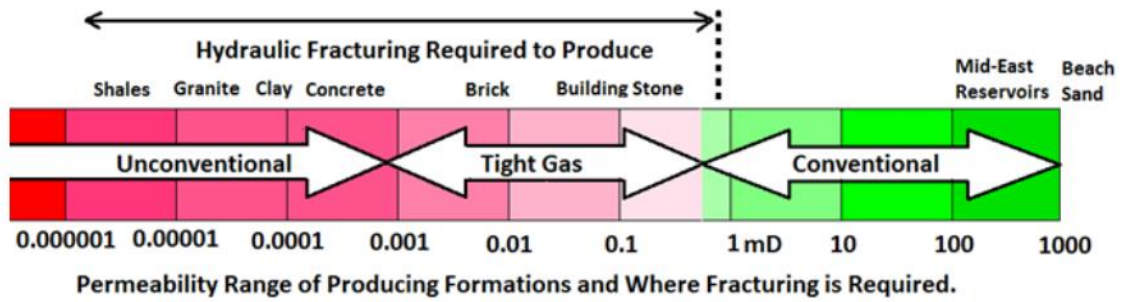 Hydraulic Fracturing Required to Produce
Shales Granite Clay Concrete Brick Building Stone Mid-East Reservoirs Beach Sand
Unconventional Tight Gas Conventional
0.000001 0.00001 0.0001 0.001 0.01 0.1 1 mD 10 100 1000
Permeability Range of Producing Formations and Where Fracturing is Required.